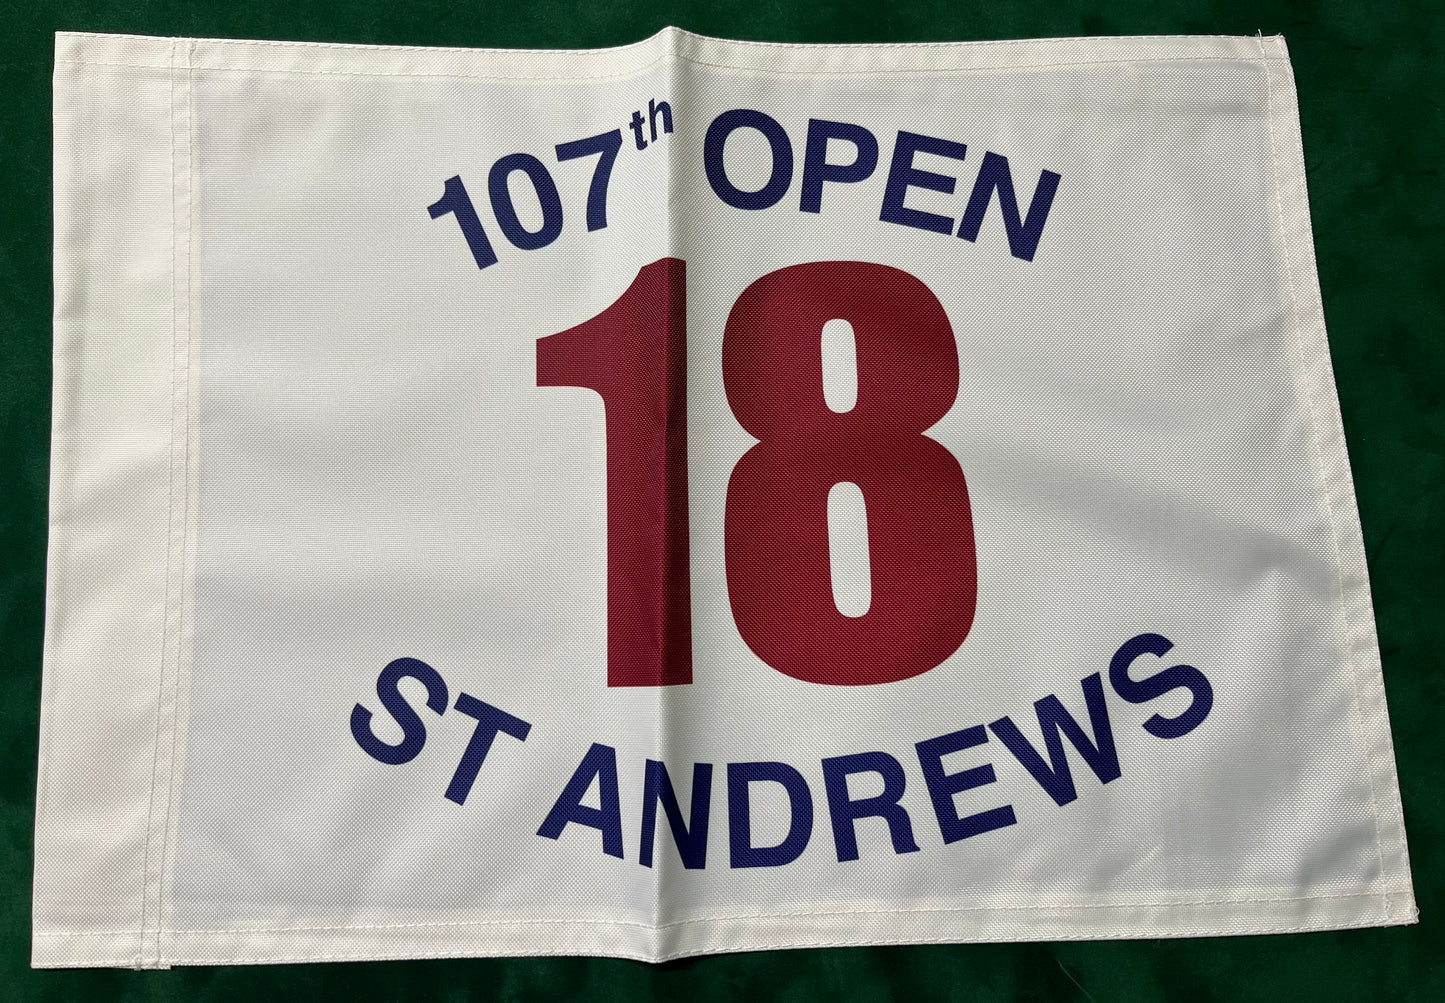 107th OPEN
18
ST ANDREWS